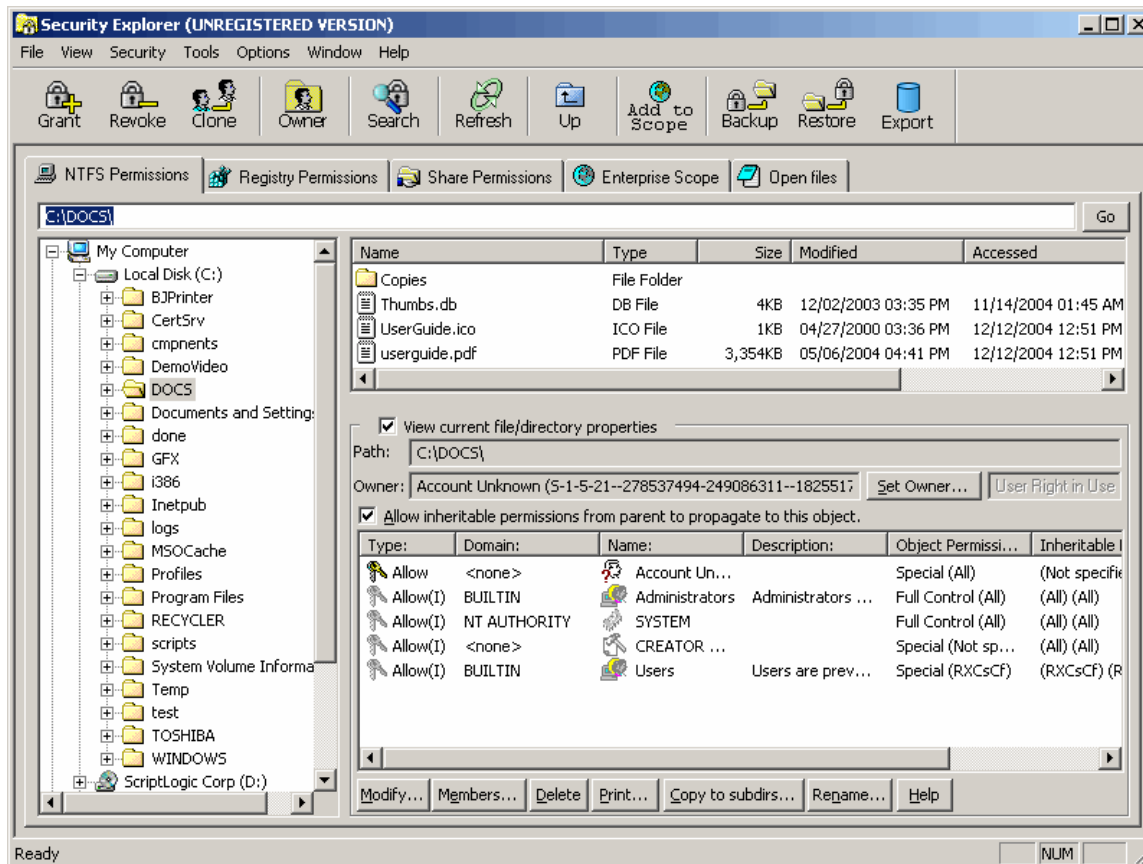 Security Explorer (UNREGISTERED VERSION)
File View Security Tools Options Window Help
Grant Revoke Clone Owner Search Refresh Up Add to Scope Backup Restore Export
NTFS Permissions Registry Permissions Share Permissions Enterprise Scope Open files
C:\DOCS\ Go
My Computer
Local Disk (C:)
BJPrinter
CertSrv
cmpnents
DemoVideo
DOCS
Documents and Setting
done
GFX
i386
Inetpub
logs
MSOCache
Profiles
Program Files
RECYCLER
scripts
System Volume Informa
Temp
test
TOSHIBA
WINDOWS
ScriptLogic Corp (D:)
Name Type Size Modified Accessed
Copies File Folder
Thumbs.db DB File 4KB 12/02/2003 03:35 PM 11/14/2004 01:45 AM
UserGuide.ico ICO File 1KB 04/27/2000 03:36 PM 12/12/2004 12:51 PM
userguide.pdf PDF File 3,354KB 05/06/2004 04:41 PM 12/12/2004 12:51 PM
View current file/directory properties
Path: C:\DOCS\
Owner: Account Unknown (S-1-5-21--278537494-249086311--1825517 Set Owner... User Right in Use
Allow inheritable permissions from parent to propagate to this object.
Type: Domain: Name: Description: Object Permissi... Inheritable
Allow <none> Account Un... Special (All) (Not specifie
Allow(I) BUILTIN Administrators Administrators ... Full Control (All) (All) (All)
Allow(I) NT AUTHORITY SYSTEM Full Control (All) (All) (All)
Allow(I) <none> CREATOR ... Special (Not sp... (All) (All)
Allow(I) BUILTIN Users Users are prev... Special (RXCsCf) (RXCsCf) (R
Modify... Members... Delete Print... Copy to subdirs... Rename... Help
Ready NUM